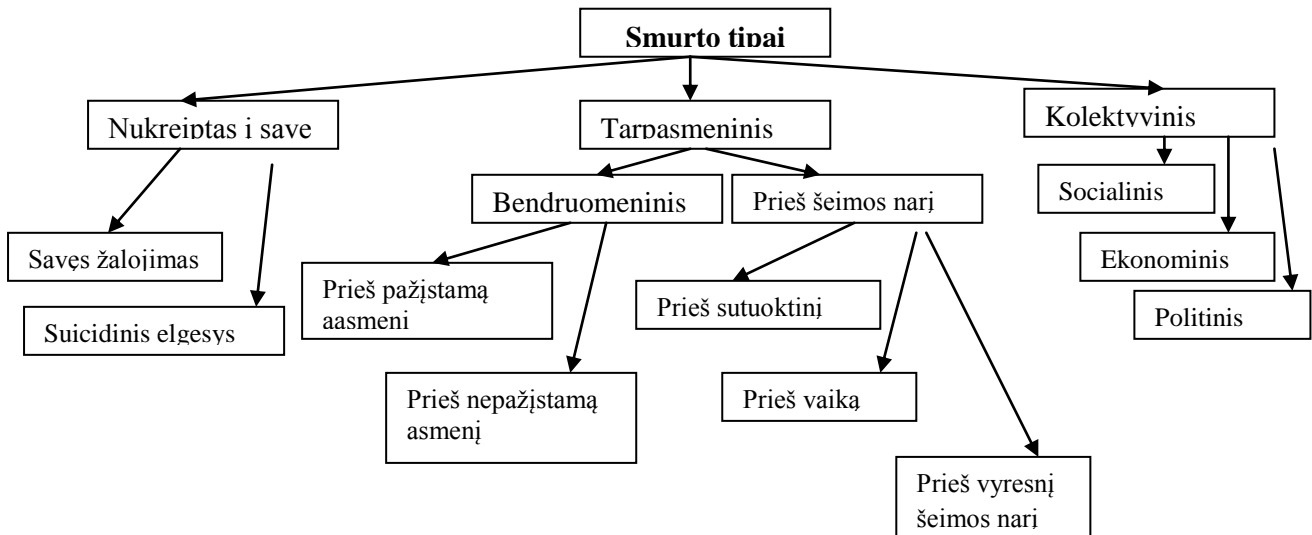 Smurto tipai
Nukreiptas į save
Tarpasmeninis
Kolektyvinis
Bendruomeninis
Prieš šeimos narį
Socialinis
Savęs žalojimas
Ekonominis
Prieš pažįstamą
aasmeni
Prieš sutuoktinį
Politinis
Suicidinis elgesys
Prieš nepažįstamą
asmenį
Prieš vaiką
Prieš vyresnį
šeimos narį